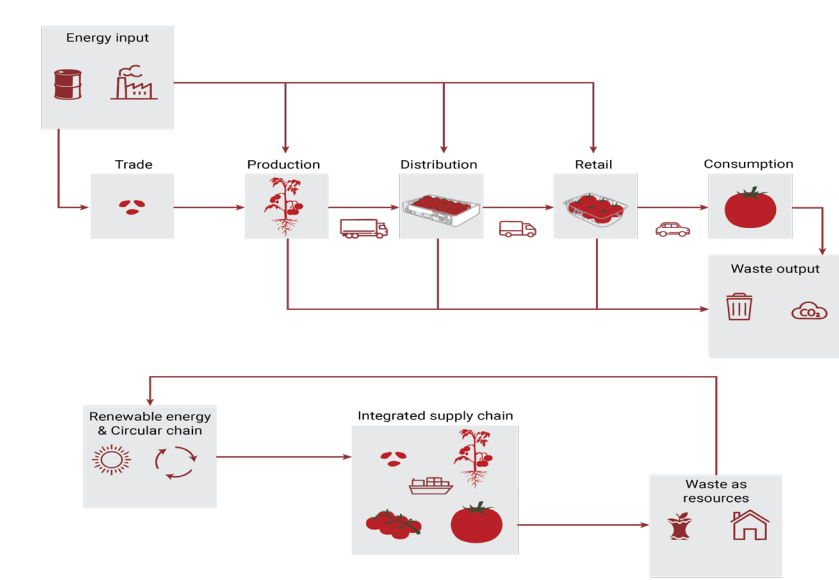 Energy input
Trade
Production
Distribution
Retail
Consumption
Waste output
CO₂
Renewable energy
& Circular chain
Integrated supply chain
Waste as
resources